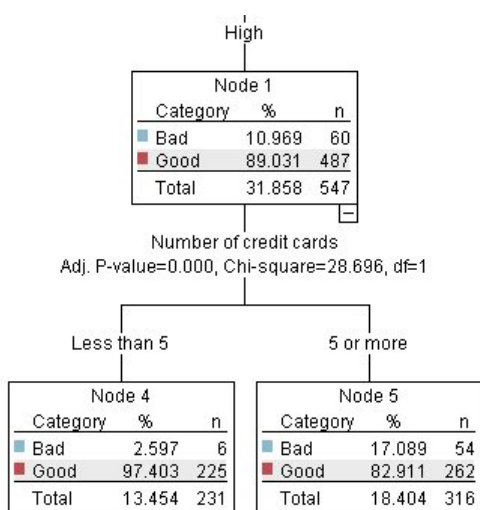 High
Node 1
Category % n
Bad 10.969 60
Good 89.031 487
Total 31.858 547
Number of credit cards
Adj. P-value=0.000, Chi-square=28.696, df=1
Less than 5
5 or more
Node 4
Category % n
Bad 2.597 6
Good 97.403 225
Total 13.454 231
Node 5
Category % n
Bad 17.089 54
Good 82.911 262
Total 18.404 316